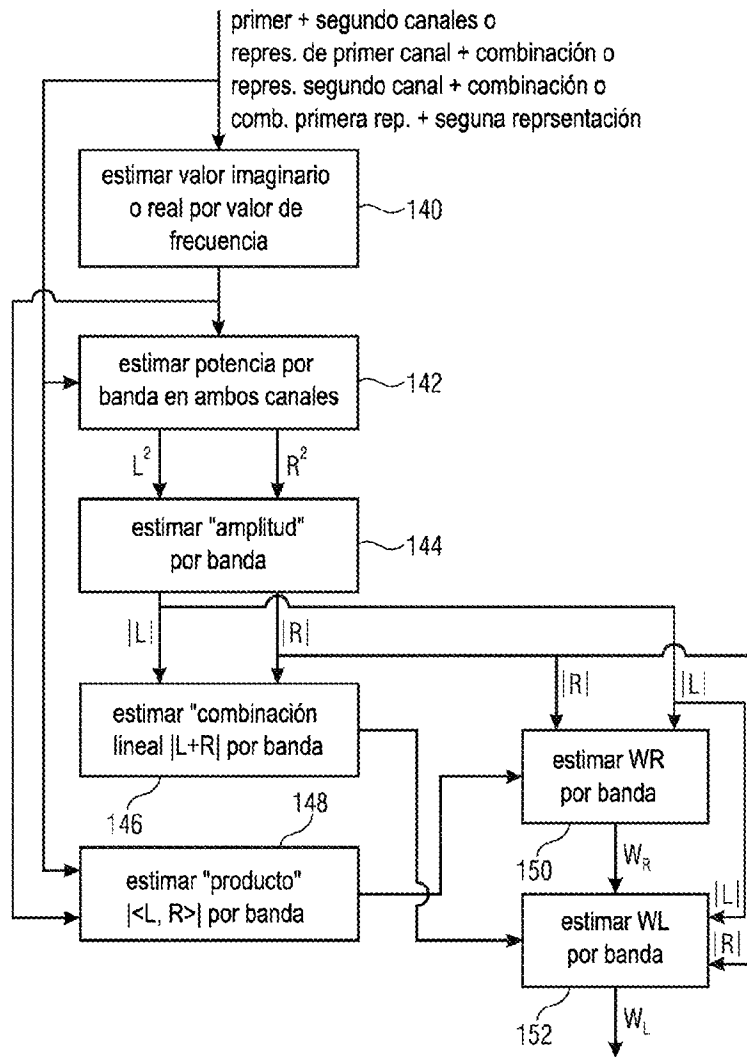 primer + segundo canales o
repres. de primer canal + combinación o
repres. segundo canal + combinación o
comb. primera rep. + seguna reprsentación
estimar valor imaginario
o real por valor de
frecuencia
140
estimar potencia por
banda en ambos canales
142
L²
R²
estimar "amplitud"
por banda
144
|L|
|R|
|R|
|L|
estimar "combinación
lineal |L+R| por banda
146
estimar WR
por banda
150
148
estimar "producto"
|<L, R>| por banda
W_R
|L|
|R|
estimar WL
por banda
152
W_L